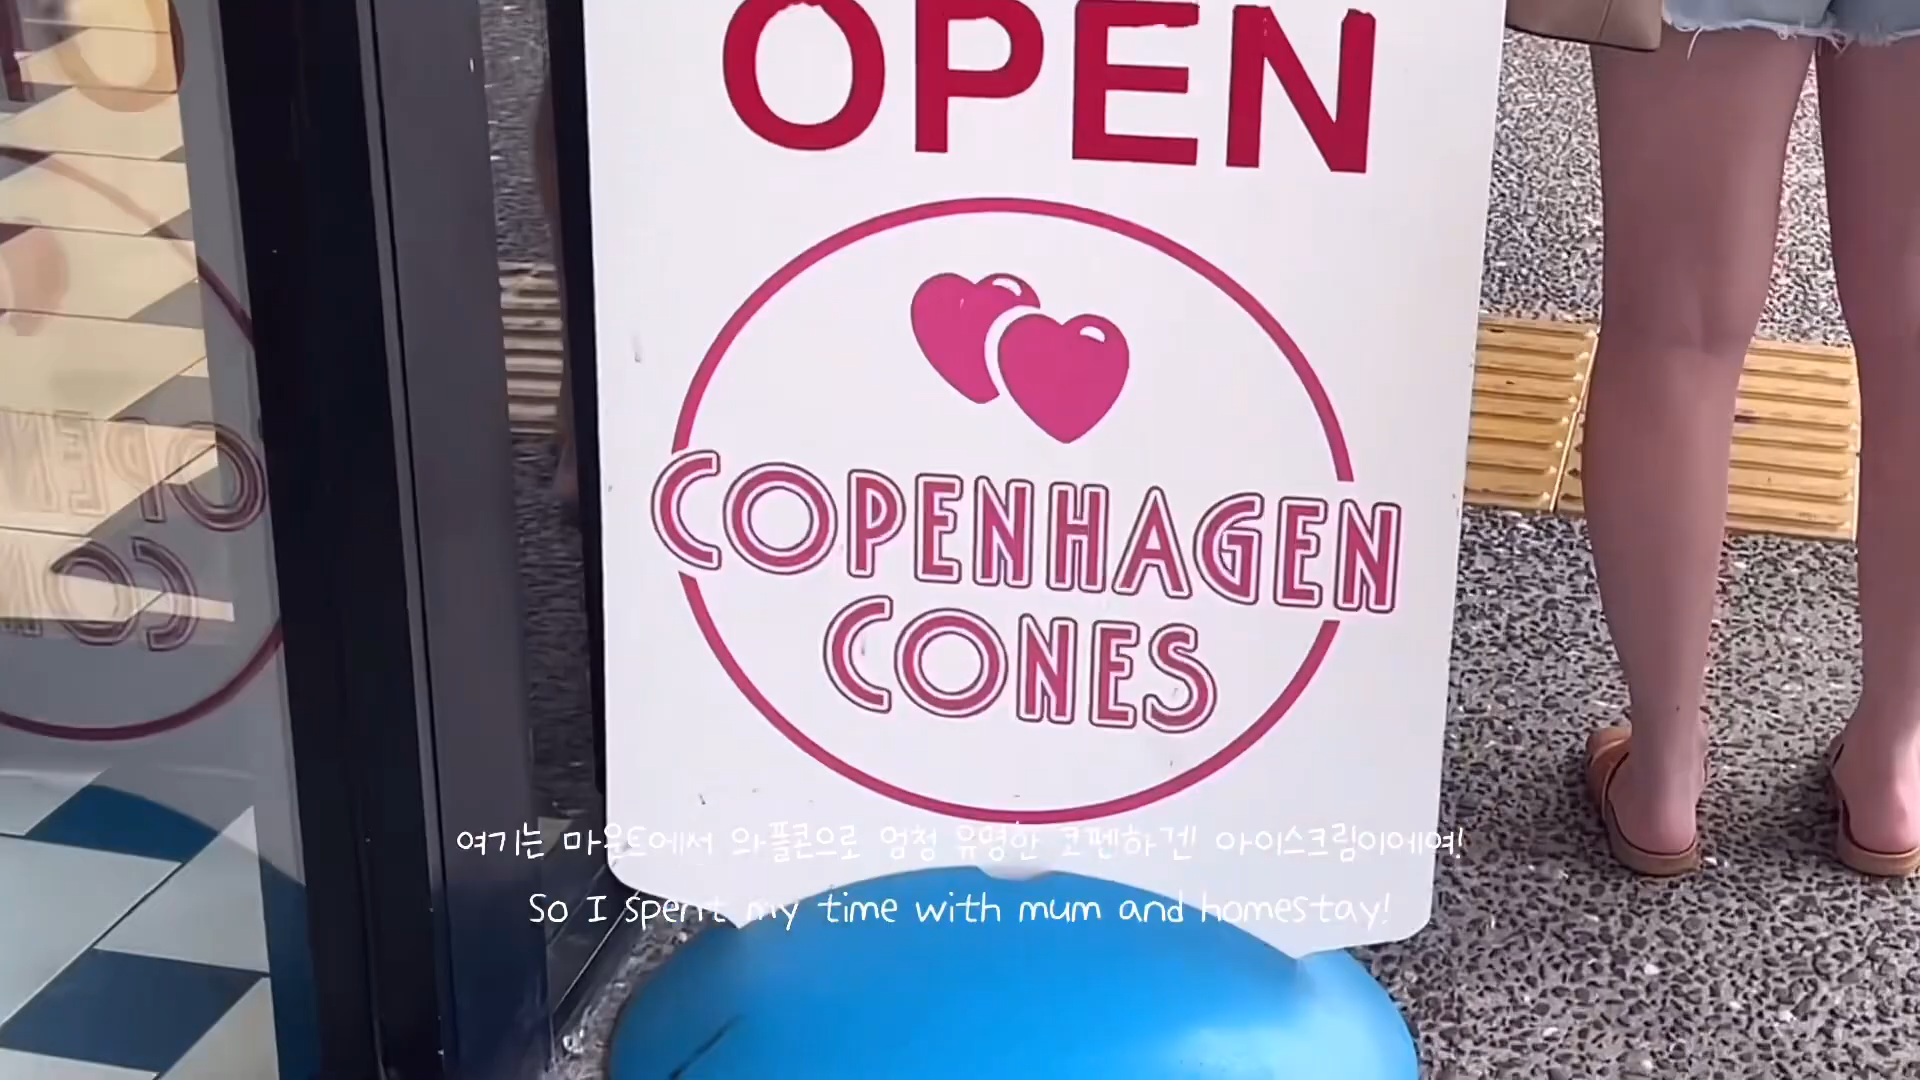 OPEN
COPENHAGEN
CONES
여기는 마운트에서 와플콘으로 엄청 유명한 코펜하겐 아이스크림이에여!
So I spent my time with mum and homestay!